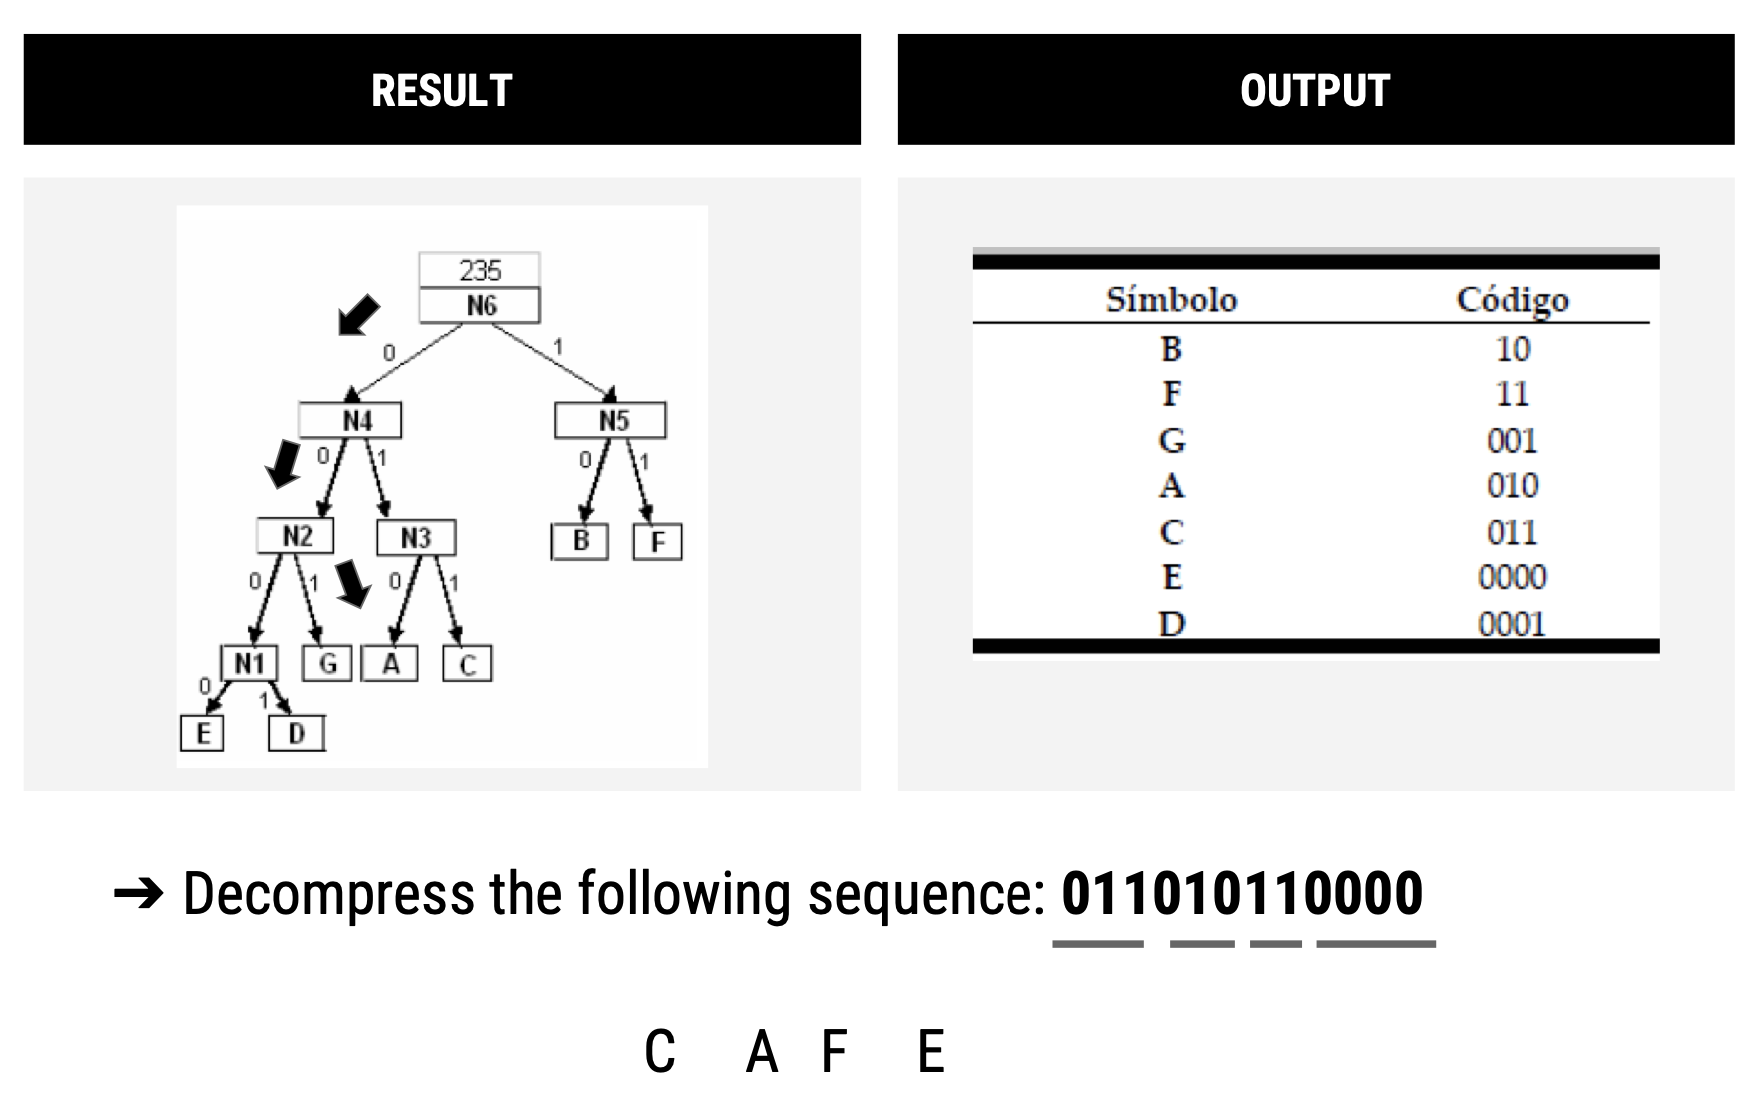 RESULT
OUTPUT
235
N6
0 1
N4 N5
0 1 0 1
N2 N3 B F
0 1 0 1
N1 G A C
0 1
E D
Símbolo Código
B 10
F 11
G 001
A 010
C 011
E 0000
D 0001
➔ Decompress the following sequence: 011010110000
C A F E